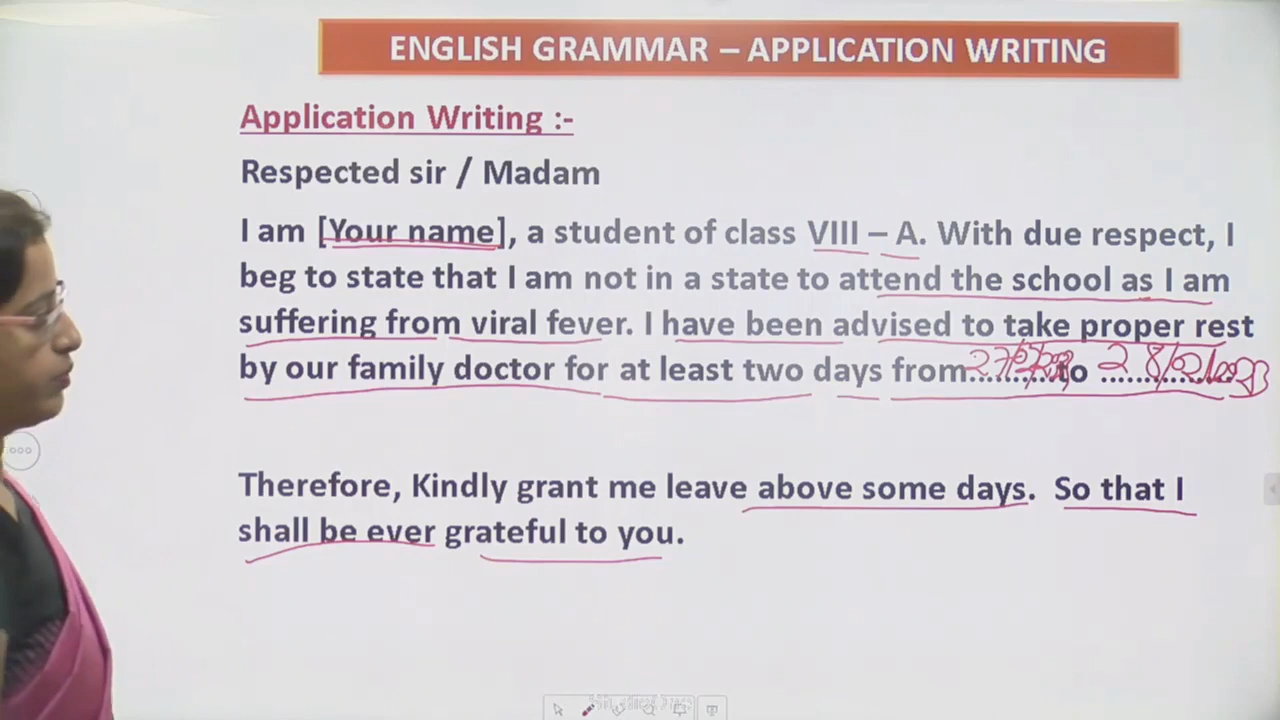 ENGLISH GRAMMAR – APPLICATION WRITING
Application Writing :-
Respected sir / Madam
I am [Your name], a student of class VIII – A. With due respect, I
beg to state that I am not in a state to attend the school as I am
suffering from viral fever. I have been advised to take proper rest
by our family doctor for at least two days from.......... to ..............
28/02/2023
Therefore, Kindly grant me leave above some days. So that I
shall be ever grateful to you.